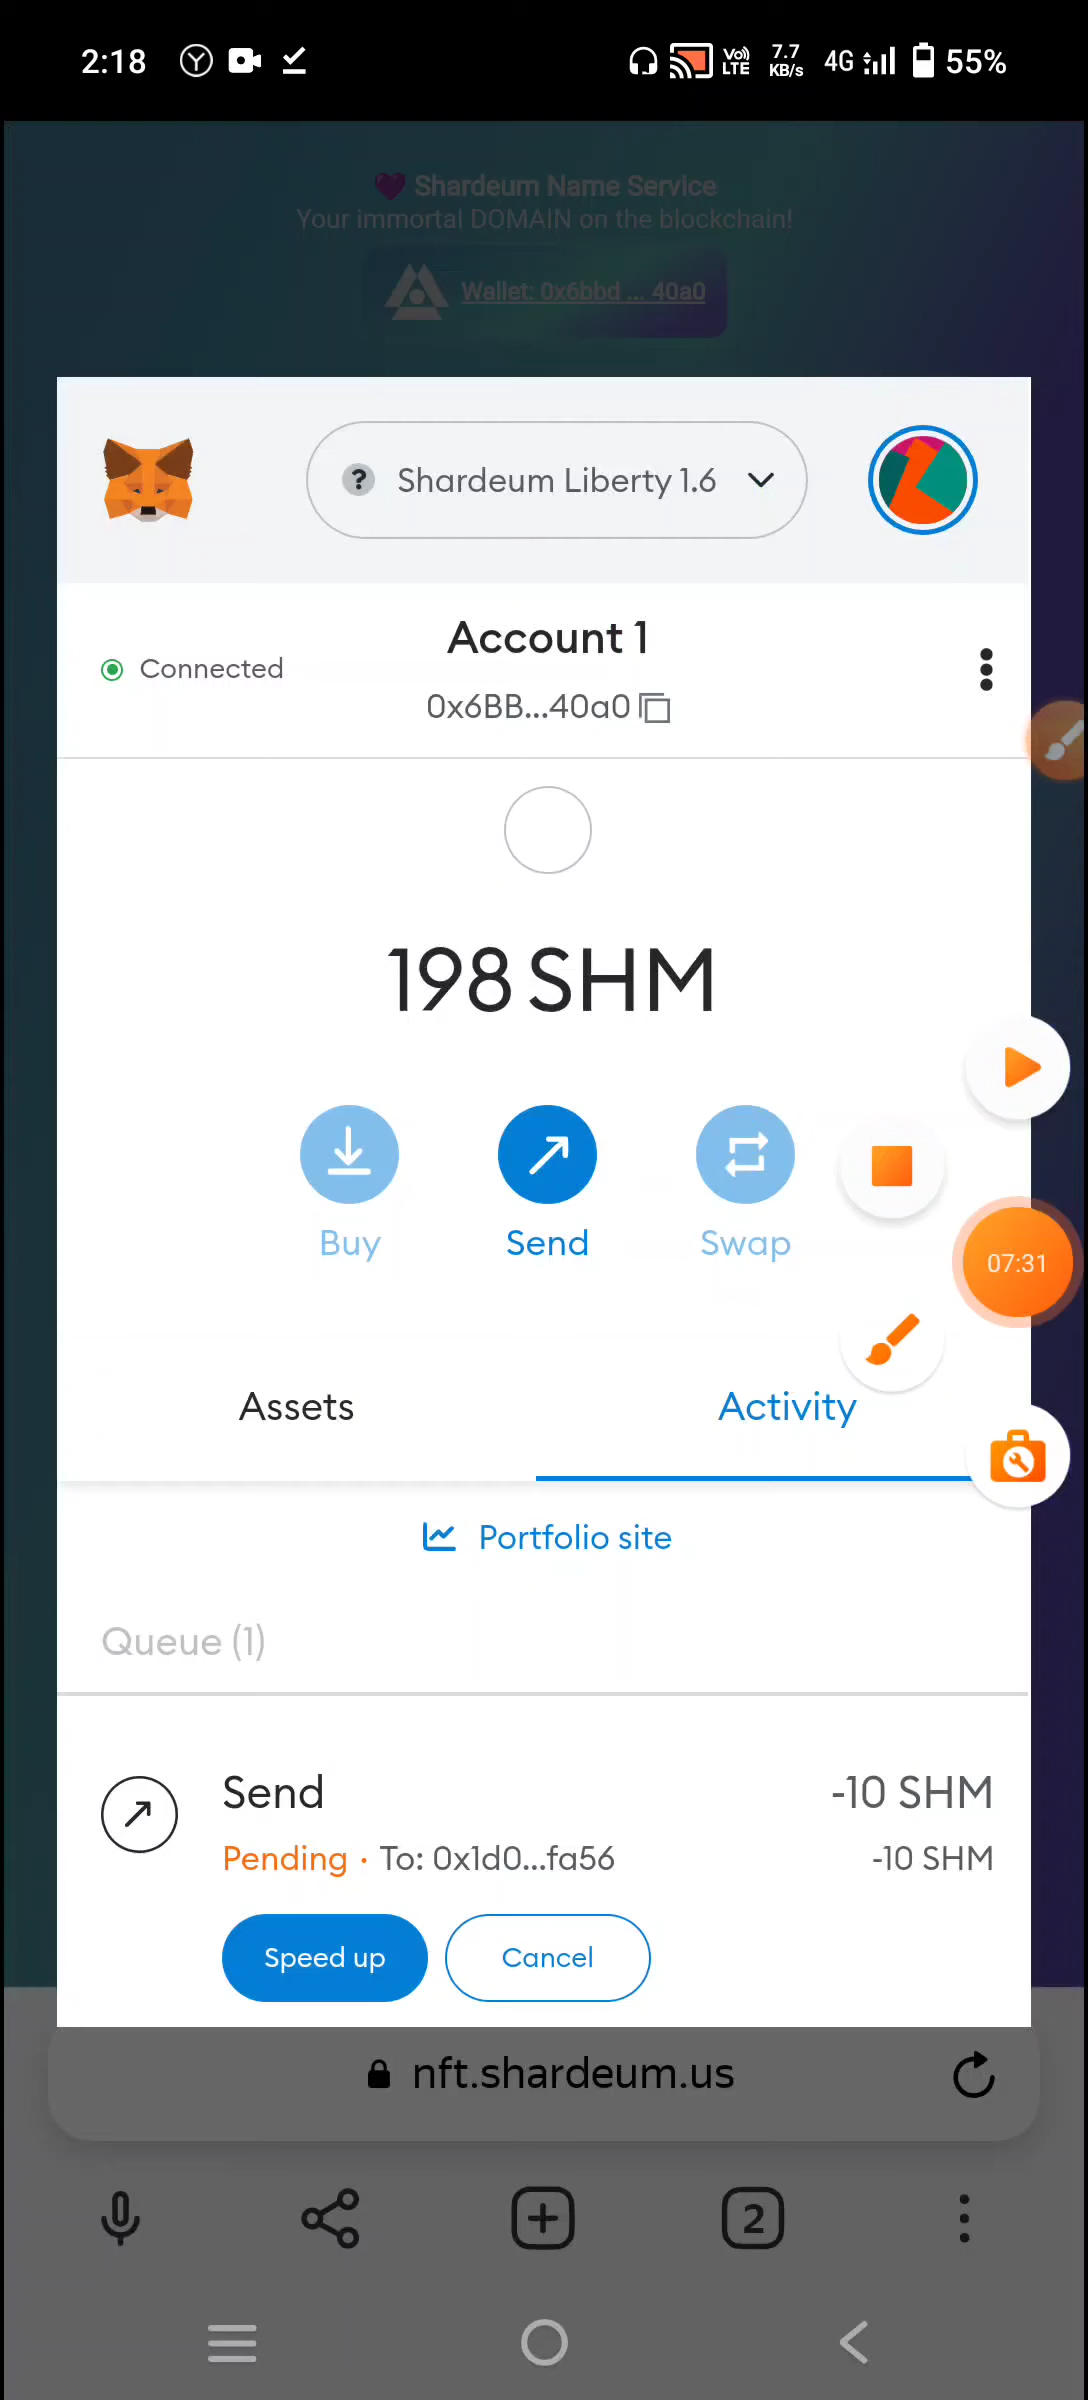 2:18 Vo) LTE 7.7 KB/s 4G 55%
Shardeum Name Service
Your immortal DOMAIN on the blockchain!
Wallet: 0x6bbd ... 40a0
? Shardeum Liberty 1.6
Account 1
Connected
0x6BB...40a0
198 SHM
Buy Send Swap
07:31
Assets Activity
Portfolio site
Queue (1)
Send -10 SHM
Pending · To: 0x1d0...fa56 -10 SHM
Speed up Cancel
nft.shardeum.us
2